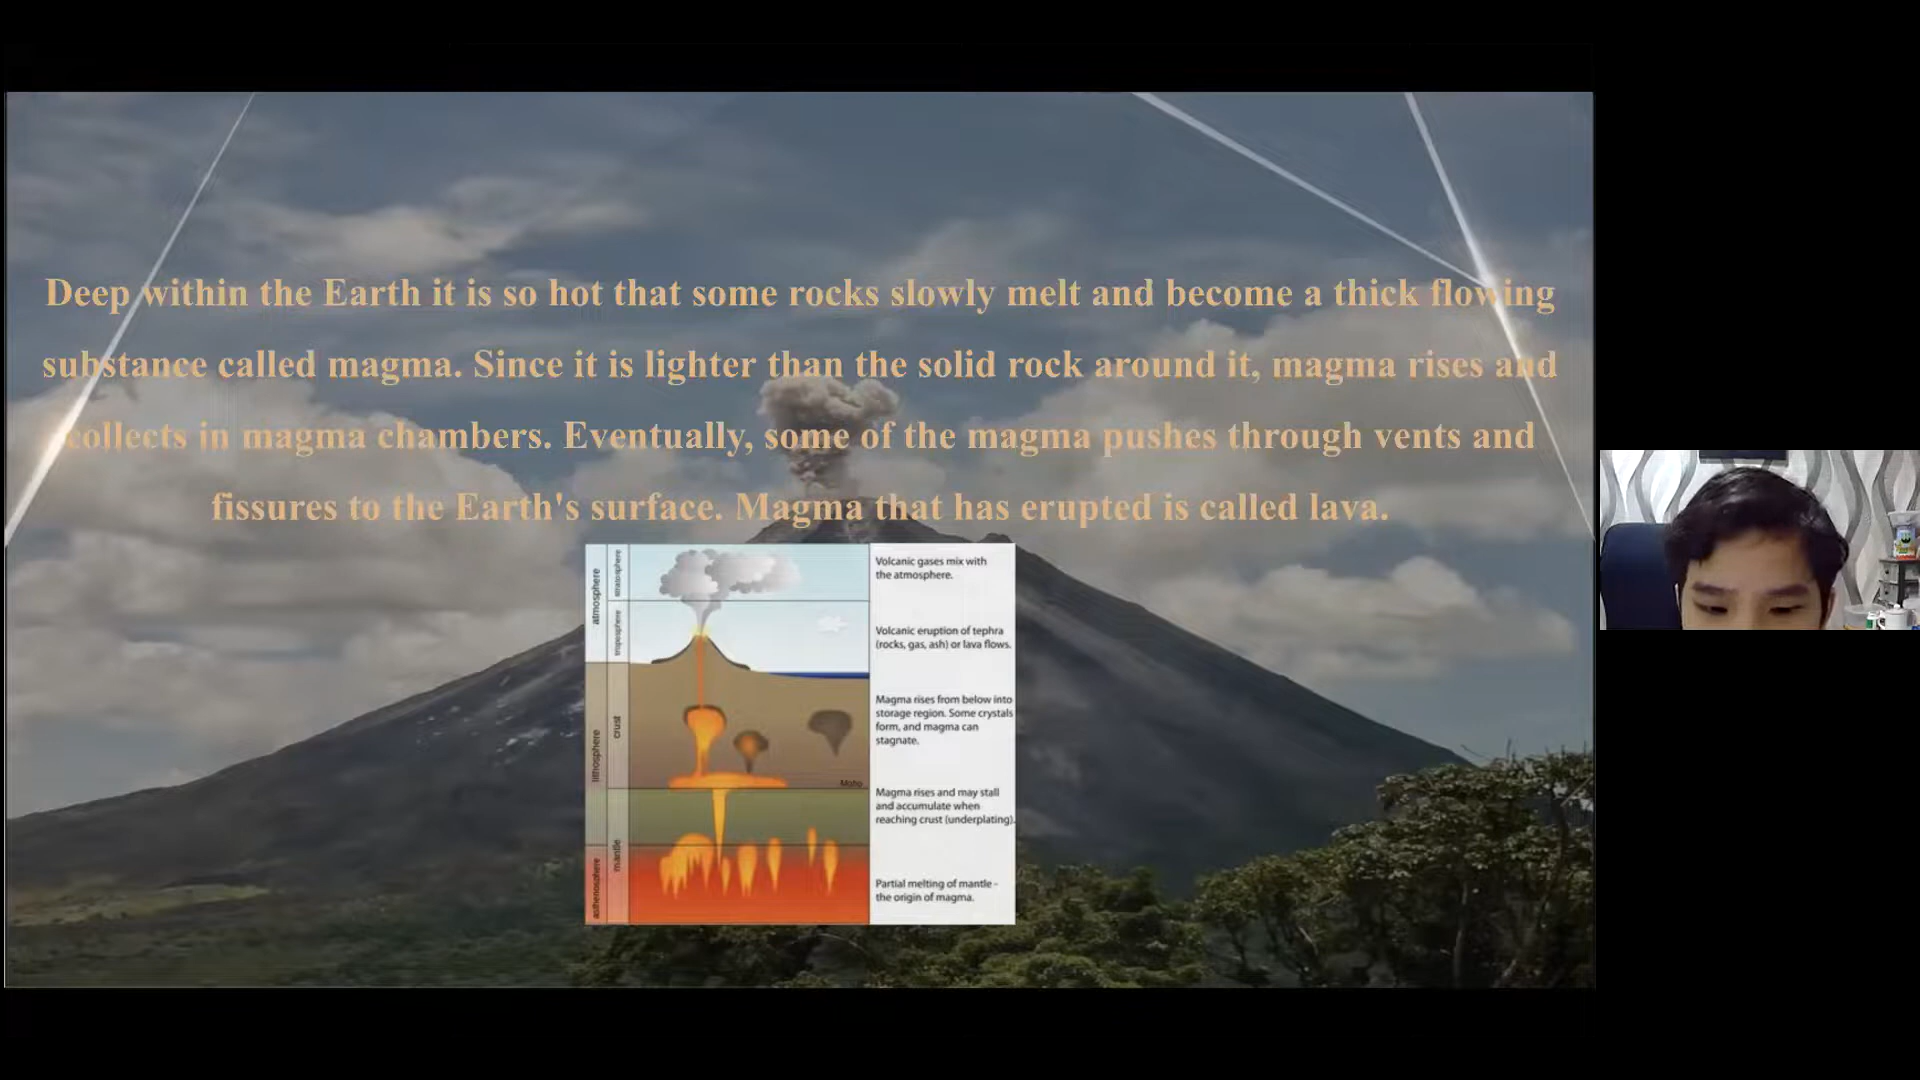 Deep within the Earth it is so hot that some rocks slowly melt and become a thick flowing
substance called magma. Since it is lighter than the solid rock around it, magma rises and
collects in magma chambers. Eventually, some of the magma pushes through vents and
fissures to the Earth's surface. Magma that has erupted is called lava.
atmosphere
stratosphere
troposphere
lithosphere
crust
Moho
mantle
asthenosphere
Volcanic gases mix with
the atmosphere.
Volcanic eruption of tephra
(rocks, gas, ash) or lava flows.
Magma rises from below into
storage region. Some crystals
form, and magma can
stagnate.
Magma rises and may stall
and accumulate when
reaching crust (underplating).
Partial melting of mantle -
the origin of magma.